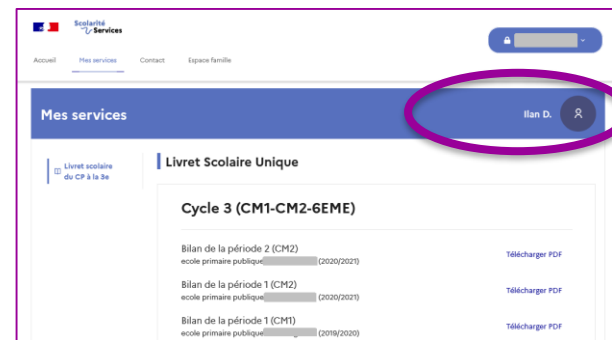 Scolarité
Services
Accueil Mes services Contact Espace famille
Mes services
Ilan D.
Livret scolaire
du CP à la 3e
Livret Scolaire Unique
Cycle 3 (CM1-CM2-6EME)
Bilan de la période 2 (CM2)
ecole primaire publique (2020/2021)
Télécharger PDF
Bilan de la période 1 (CM2)
ecole primaire publique (2020/2021)
Télécharger PDF
Bilan de la période 1 (CM1)
ecole primaire publique (2019/2020)
Télécharger PDF